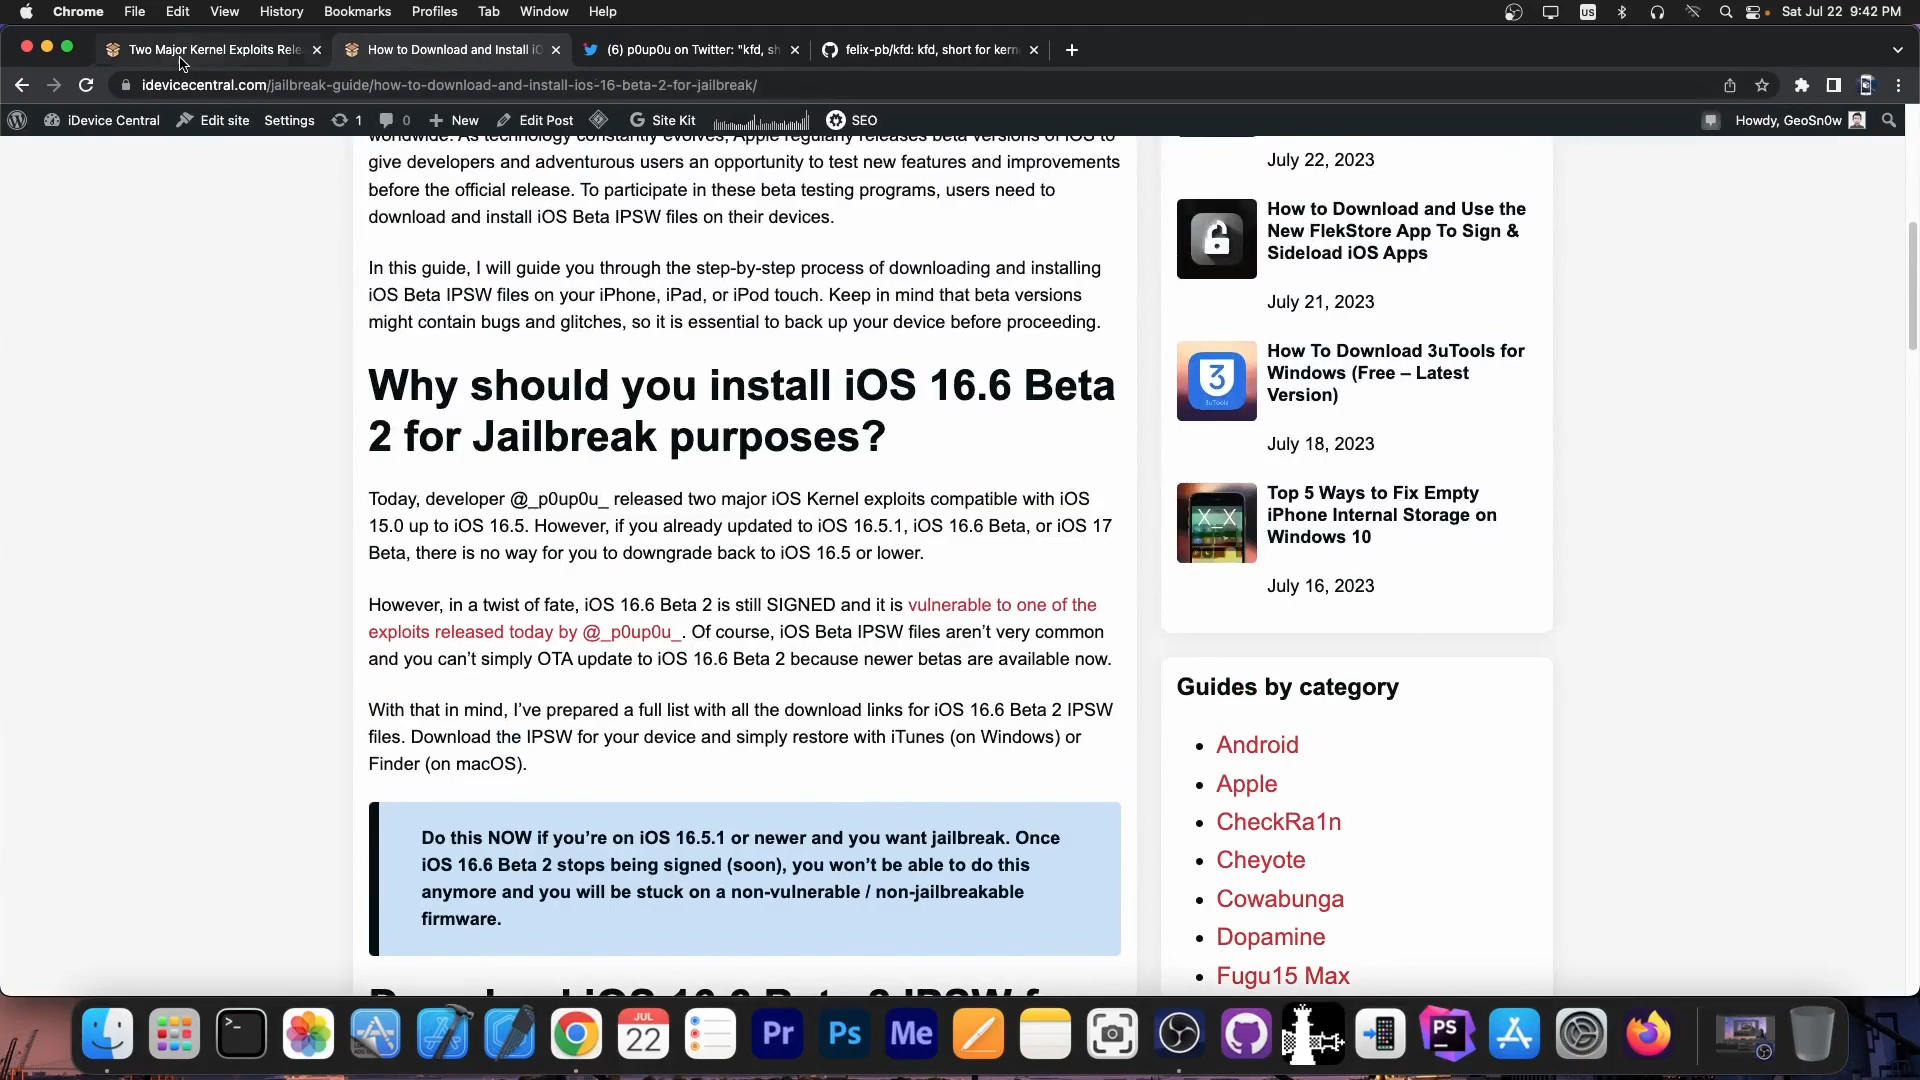 Chrome File Edit View History Bookmarks Profiles Tab Window Help US Sat Jul 22 9:42 PM
Two Major Kernel Exploits Rele How to Download and Install iO (6) p0up0u on Twitter: "kfd, sh felix-pb/kfd: kfd, short for kern
idevicecentral.com/jailbreak-guide/how-to-download-and-install-ios-16-beta-2-for-jailbreak/
iDevice Central Edit site Settings 1 0 New Edit Post Site Kit SEO Howdy, GeoSn0w
worldwide. As technology constantly evolves, Apple regularly releases beta versions of iOS to
give developers and adventurous users an opportunity to test new features and improvements
before the official release. To participate in these beta testing programs, users need to
download and install iOS Beta IPSW files on their devices.
In this guide, I will guide you through the step-by-step process of downloading and installing
iOS Beta IPSW files on your iPhone, iPad, or iPod touch. Keep in mind that beta versions
might contain bugs and glitches, so it is essential to back up your device before proceeding.
Why should you install iOS 16.6 Beta
2 for Jailbreak purposes?
Today, developer @_p0up0u_ released two major iOS Kernel exploits compatible with iOS
15.0 up to iOS 16.5. However, if you already updated to iOS 16.5.1, iOS 16.6 Beta, or iOS 17
Beta, there is no way for you to downgrade back to iOS 16.5 or lower.
However, in a twist of fate, iOS 16.6 Beta 2 is still SIGNED and it is vulnerable to one of the
exploits released today by @_p0up0u_. Of course, iOS Beta IPSW files aren't very common
and you can't simply OTA update to iOS 16.6 Beta 2 because newer betas are available now.
With that in mind, I've prepared a full list with all the download links for iOS 16.6 Beta 2 IPSW
files. Download the IPSW for your device and simply restore with iTunes (on Windows) or
Finder (on macOS).
Do this NOW if you're on iOS 16.5.1 or newer and you want jailbreak. Once
iOS 16.6 Beta 2 stops being signed (soon), you won't be able to do this
anymore and you will be stuck on a non-vulnerable / non-jailbreakable
firmware.
July 22, 2023
How to Download and Use the
New FlekStore App To Sign &
Sideload iOS Apps
July 21, 2023
3
3uTools
How To Download 3uTools for
Windows (Free – Latest
Version)
July 18, 2023
X_X
Top 5 Ways to Fix Empty
iPhone Internal Storage on
Windows 10
July 16, 2023
Guides by category
Android
Apple
CheckRa1n
Cheyote
Cowabunga
Dopamine
Fugu15 Max
JUL
22
Pr
Ps
Me
PS